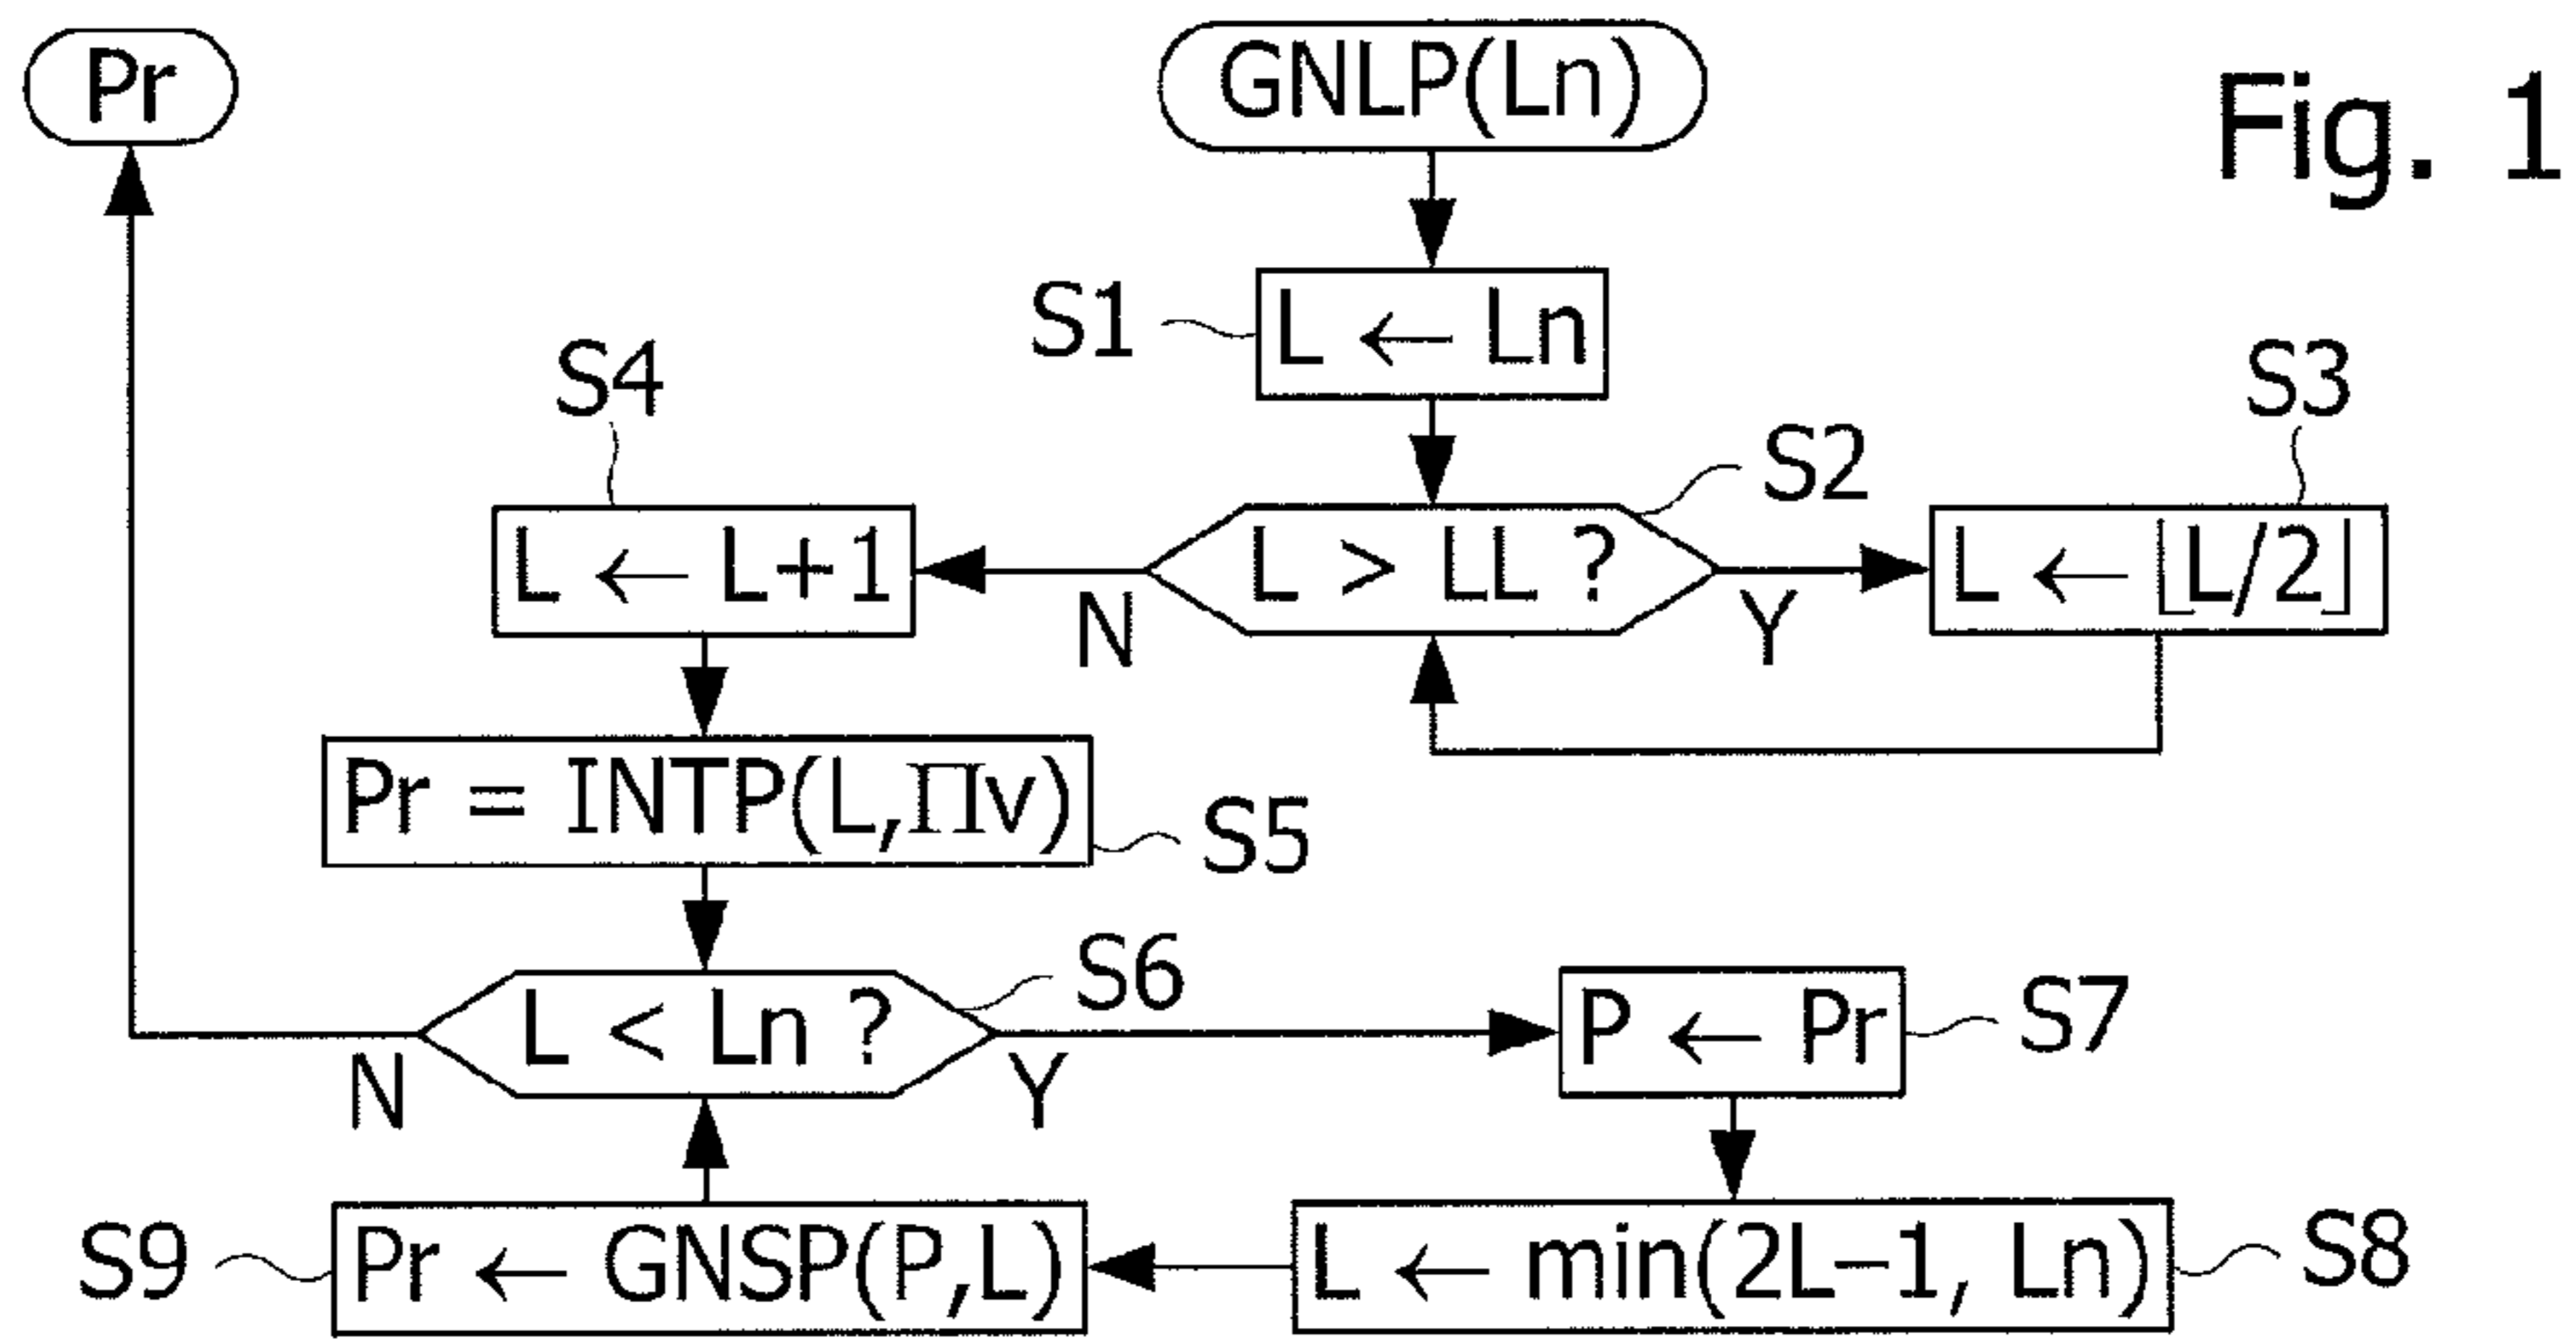 Pr
GNLP(Ln)
Fig. 1
S1
L ← Ln
S4
S3
S2
L ← L+1
L > LL ?
L ← ⌊L/2⌋
N
Y
Pr = INTP(L,Πv)
S5
S6
L < Ln ?
P ← Pr
S7
N
Y
S9
Pr ← GNSP(P,L)
L ← min(2L−1, Ln)
S8